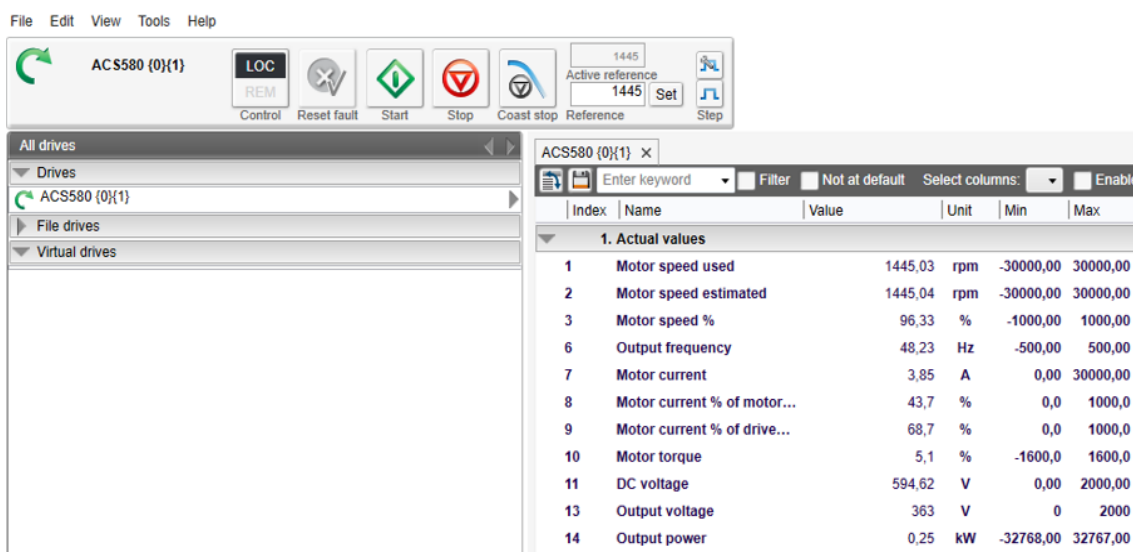 File Edit View Tools Help
ACS580 {0}{1}
LOC
REM
Control
Reset fault
Start
Stop
Coast stop
1445
Active reference
1445 Set
Reference
Step
All drives
Drives
ACS580 {0}{1}
File drives
Virtual drives
ACS580 {0}{1} ×
Enter keyword Filter Not at default Select columns: Enable
Index Name Value Unit Min Max
1. Actual values
1 Motor speed used 1445,03 rpm -30000,00 30000,00
2 Motor speed estimated 1445,04 rpm -30000,00 30000,00
3 Motor speed % 96,33 % -1000,00 1000,00
6 Output frequency 48,23 Hz -500,00 500,00
7 Motor current 3,85 A 0,00 30000,00
8 Motor current % of motor... 43,7 % 0,0 1000,0
9 Motor current % of drive... 68,7 % 0,0 1000,0
10 Motor torque 5,1 % -1600,0 1600,0
11 DC voltage 594,62 V 0,00 2000,00
13 Output voltage 363 V 0 2000
14 Output power 0,25 kW -32768,00 32767,00